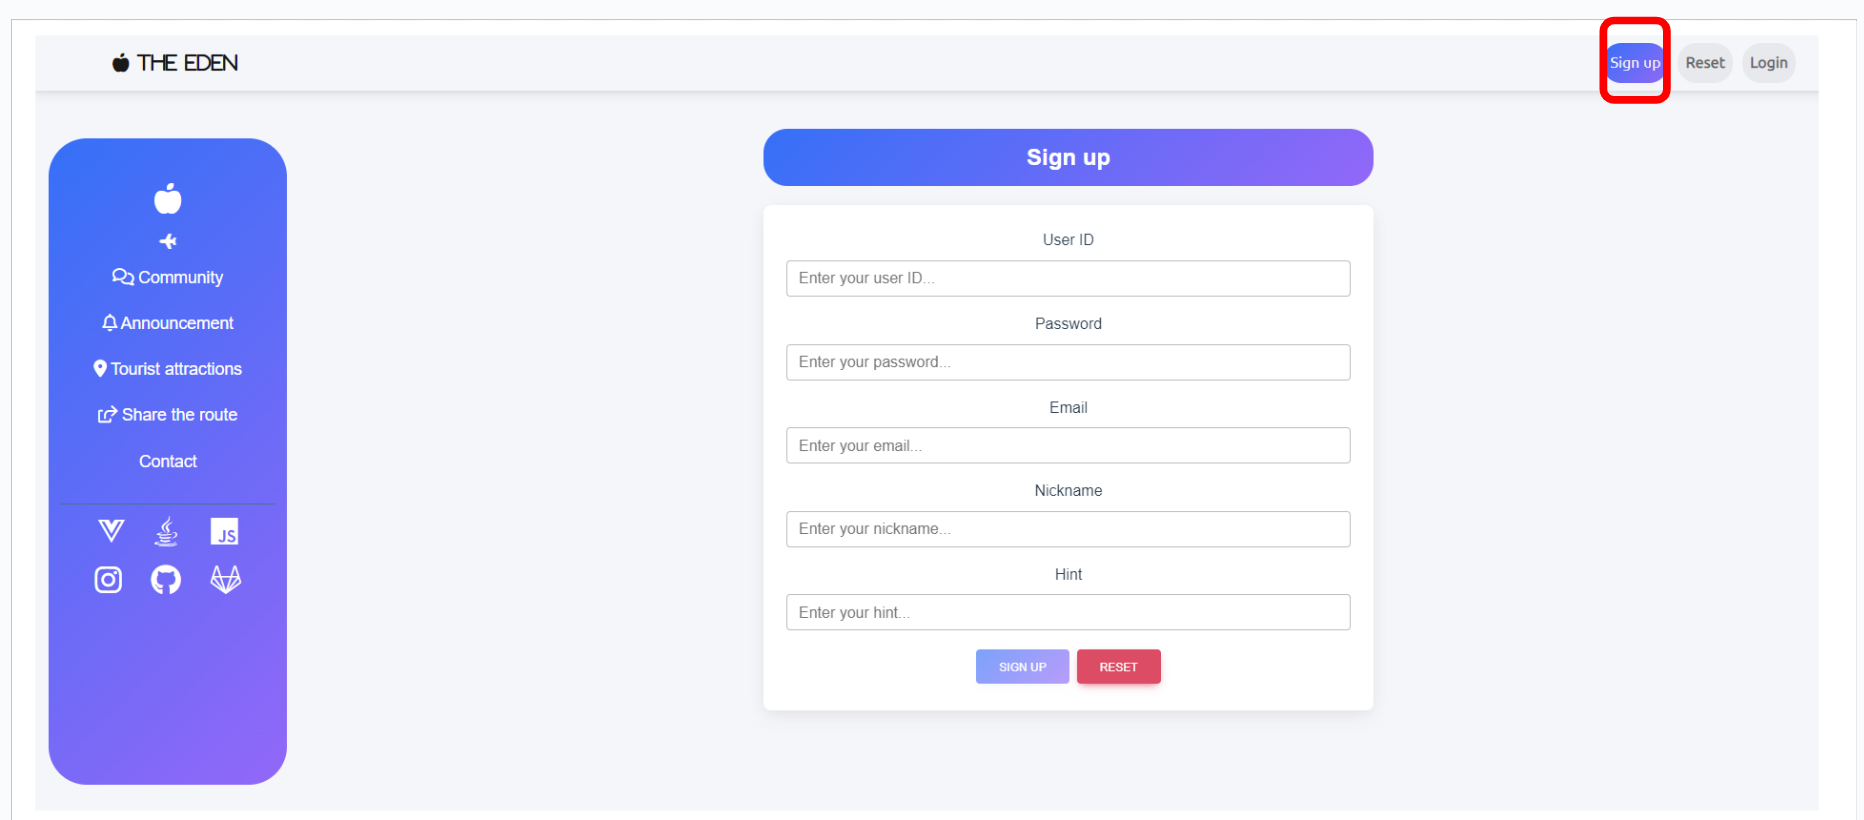 THE EDEN
Sign up
Reset
Login
Community
Announcement
Tourist attractions
Share the route
Contact
JS
Sign up
User ID
Enter your user ID...
Password
Enter your password...
Email
Enter your email...
Nickname
Enter your nickname...
Hint
Enter your hint...
SIGN UP
RESET